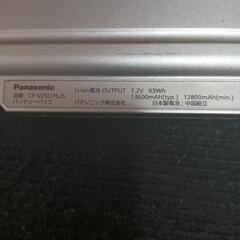 Panasonic
品番 CF-VZSU76JS
バッテリーパック
Li-ion電池 OUTPUT 7.2V 93Wh
13600mAh(typ.) 12800mAh(min.)
パナソニック株式会社 日本製電池;中国組立